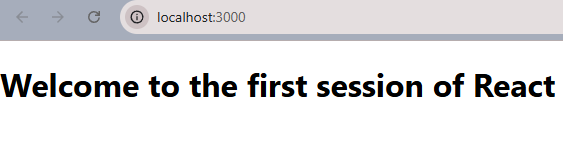 localhost:3000
Welcome to the first session of React